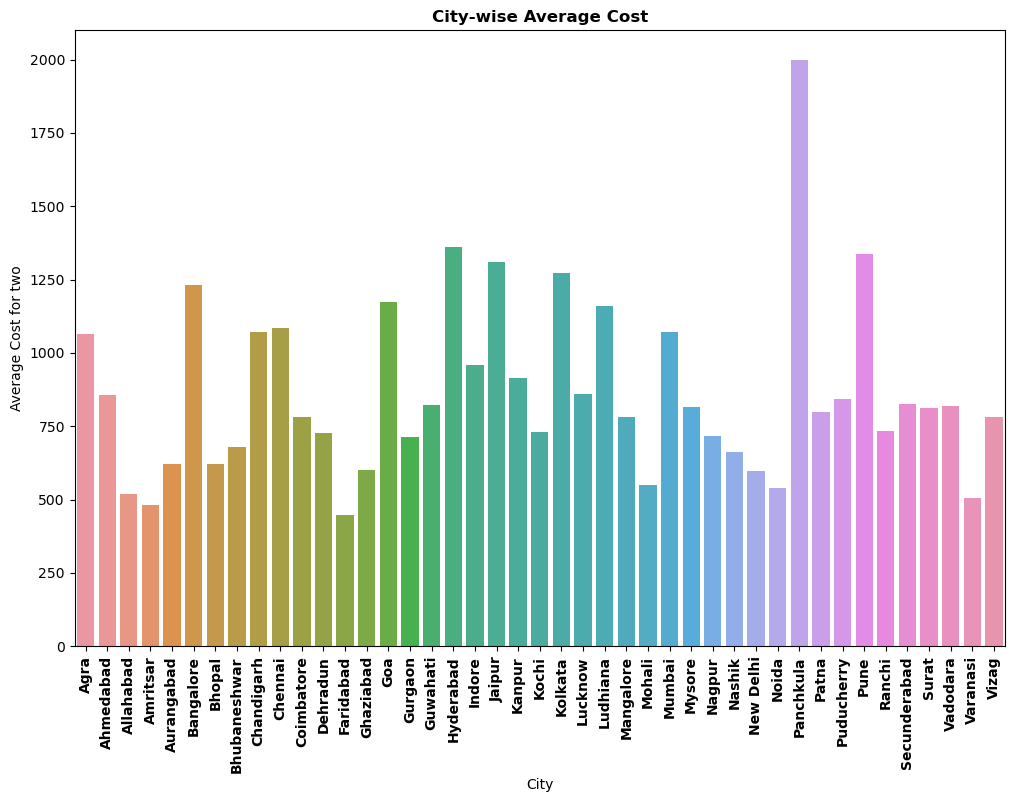 City-wise Average Cost
2000
1750
1500
1250
1000
750
500
250
0
Average Cost for two
Agra
Ahmedabad
Allahabad
Amritsar
Aurangabad
Bangalore
Bhopal
Bhubaneshwar
Chandigarh
Chennai
Coimbatore
Dehradun
Faridabad
Ghaziabad
Goa
Gurgaon
Guwahati
Hyderabad
Indore
Jaipur
Kanpur
Kochi
Kolkata
Lucknow
Ludhiana
Mangalore
Mohali
Mumbai
Mysore
Nagpur
Nashik
New Delhi
Noida
Panchkula
Patna
Puducherry
Pune
Ranchi
Secunderabad
Surat
Vadodara
Varanasi
Vizag
City